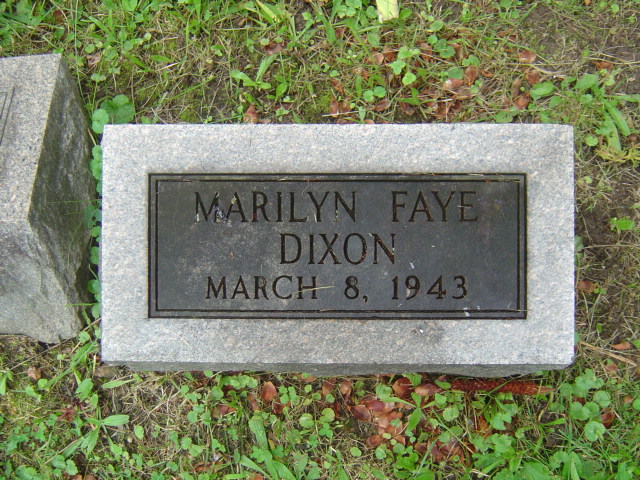 MARILYN FAYE
DIXON
MARCH 8, 1943